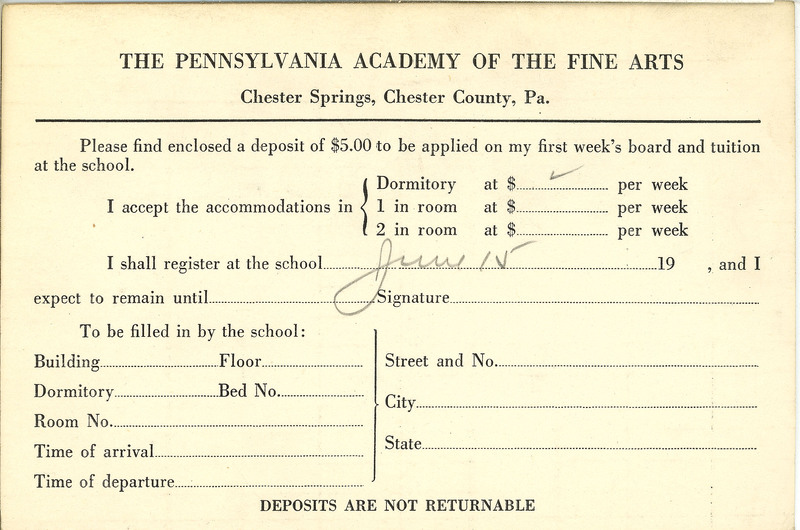 THE PENNSYLVANIA ACADEMY OF THE FINE ARTS
Chester Springs, Chester County, Pa.
Please find enclosed a deposit of $5.00 to be applied on my first week's board and tuition
at the school.
I accept the accommodations in { Dormitory at $.......... ✓ per week
1 in room at $.......... per week
2 in room at $.......... per week
I shall register at the school.......... June 15 ..........19 , and I
expect to remain until..........Signature..........
To be filled in by the school:
Building..........Floor..........
Dormitory..........Bed No...........
Room No...........
Time of arrival..........
Time of departure..........
Street and No...........
City..........
State..........
DEPOSITS ARE NOT RETURNABLE